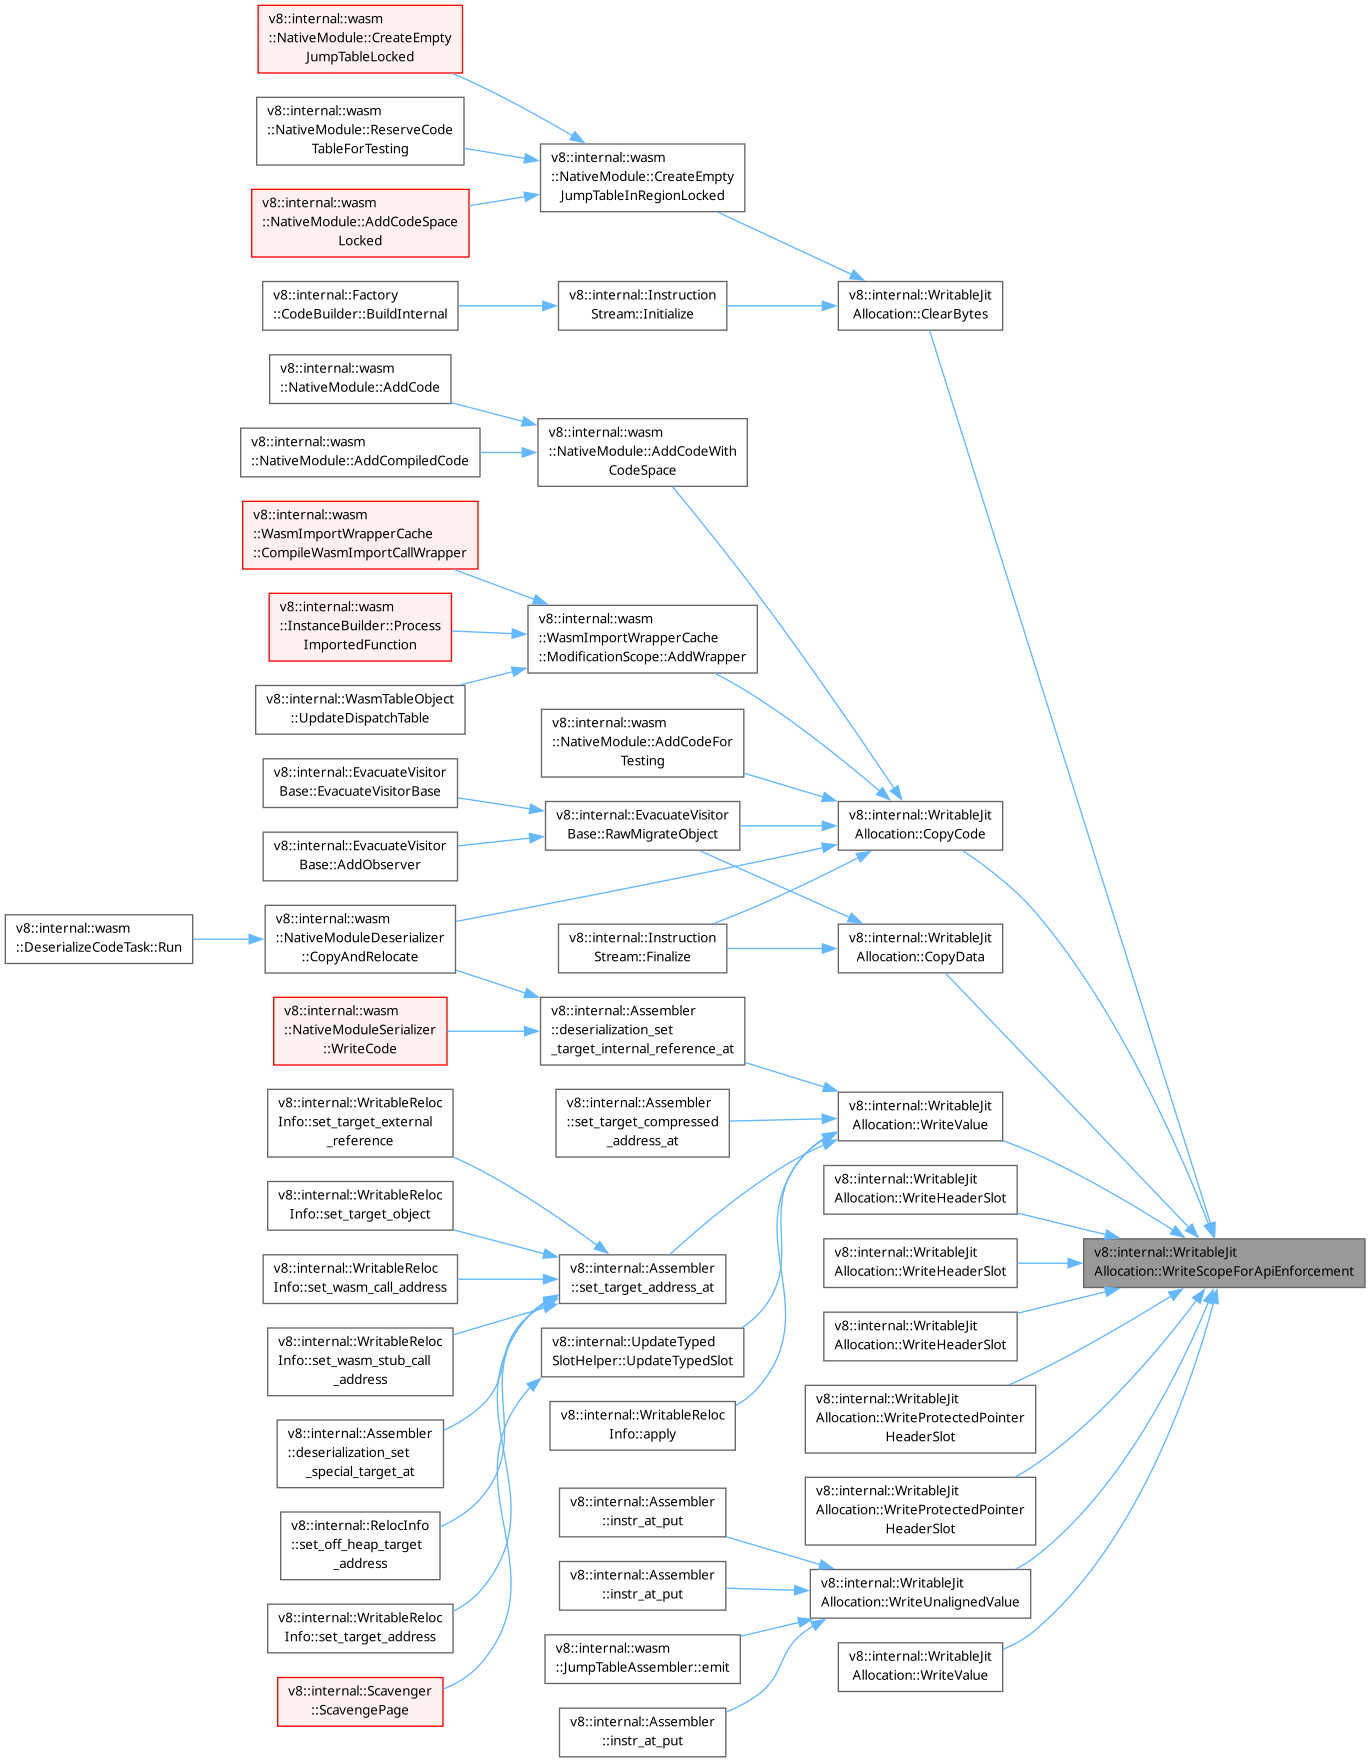 v8::internal::wasm
::NativeModule::CreateEmpty
JumpTableLocked
v8::internal::wasm
::NativeModule::ReserveCode
TableForTesting
v8::internal::wasm
::NativeModule::CreateEmpty
JumpTableInRegionLocked
v8::internal::wasm
::NativeModule::AddCodeSpace
Locked
v8::internal::Factory
::CodeBuilder::BuildInternal
v8::internal::Instruction
Stream::Initialize
v8::internal::WritableJit
Allocation::ClearBytes
v8::internal::wasm
::NativeModule::AddCode
v8::internal::wasm
::NativeModule::AddCompiledCode
v8::internal::wasm
::NativeModule::AddCodeWith
CodeSpace
v8::internal::wasm
::WasmImportWrapperCache
::CompileWasmImportCallWrapper
v8::internal::wasm
::InstanceBuilder::Process
ImportedFunction
v8::internal::wasm
::WasmImportWrapperCache
::ModificationScope::AddWrapper
v8::internal::WasmTableObject
::UpdateDispatchTable
v8::internal::wasm
::NativeModule::AddCodeFor
Testing
v8::internal::EvacuateVisitor
Base::EvacuateVisitorBase
v8::internal::EvacuateVisitor
Base::RawMigrateObject
v8::internal::WritableJit
Allocation::CopyCode
v8::internal::EvacuateVisitor
Base::AddObserver
v8::internal::wasm
::DeserializeCodeTask::Run
v8::internal::wasm
::NativeModuleDeserializer
::CopyAndRelocate
v8::internal::Instruction
Stream::Finalize
v8::internal::WritableJit
Allocation::CopyData
v8::internal::wasm
::NativeModuleSerializer
::WriteCode
v8::internal::Assembler
::deserialization_set
_target_internal_reference_at
v8::internal::WritableReloc
Info::set_target_external
_reference
v8::internal::Assembler
::set_target_compressed
_address_at
v8::internal::WritableJit
Allocation::WriteValue
v8::internal::WritableJit
Allocation::WriteHeaderSlot
v8::internal::WritableReloc
Info::set_target_object
v8::internal::WritableJit
Allocation::WriteHeaderSlot
v8::internal::WritableJit
Allocation::WriteScopeForApiEnforcement
v8::internal::WritableReloc
Info::set_wasm_call_address
v8::internal::Assembler
::set_target_address_at
v8::internal::WritableJit
Allocation::WriteHeaderSlot
v8::internal::WritableReloc
Info::set_wasm_stub_call
_address
v8::internal::UpdateTyped
SlotHelper::UpdateTypedSlot
v8::internal::WritableJit
Allocation::WriteProtectedPointer
HeaderSlot
v8::internal::WritableReloc
Info::apply
v8::internal::Assembler
::deserialization_set
_special_target_at
v8::internal::WritableJit
Allocation::WriteProtectedPointer
HeaderSlot
v8::internal::Assembler
::instr_at_put
v8::internal::RelocInfo
::set_off_heap_target
_address
v8::internal::Assembler
::instr_at_put
v8::internal::WritableJit
Allocation::WriteUnalignedValue
v8::internal::WritableReloc
Info::set_target_address
v8::internal::wasm
::JumpTableAssembler::emit
v8::internal::WritableJit
Allocation::WriteValue
v8::internal::Scavenger
::ScavengePage
v8::internal::Assembler
::instr_at_put